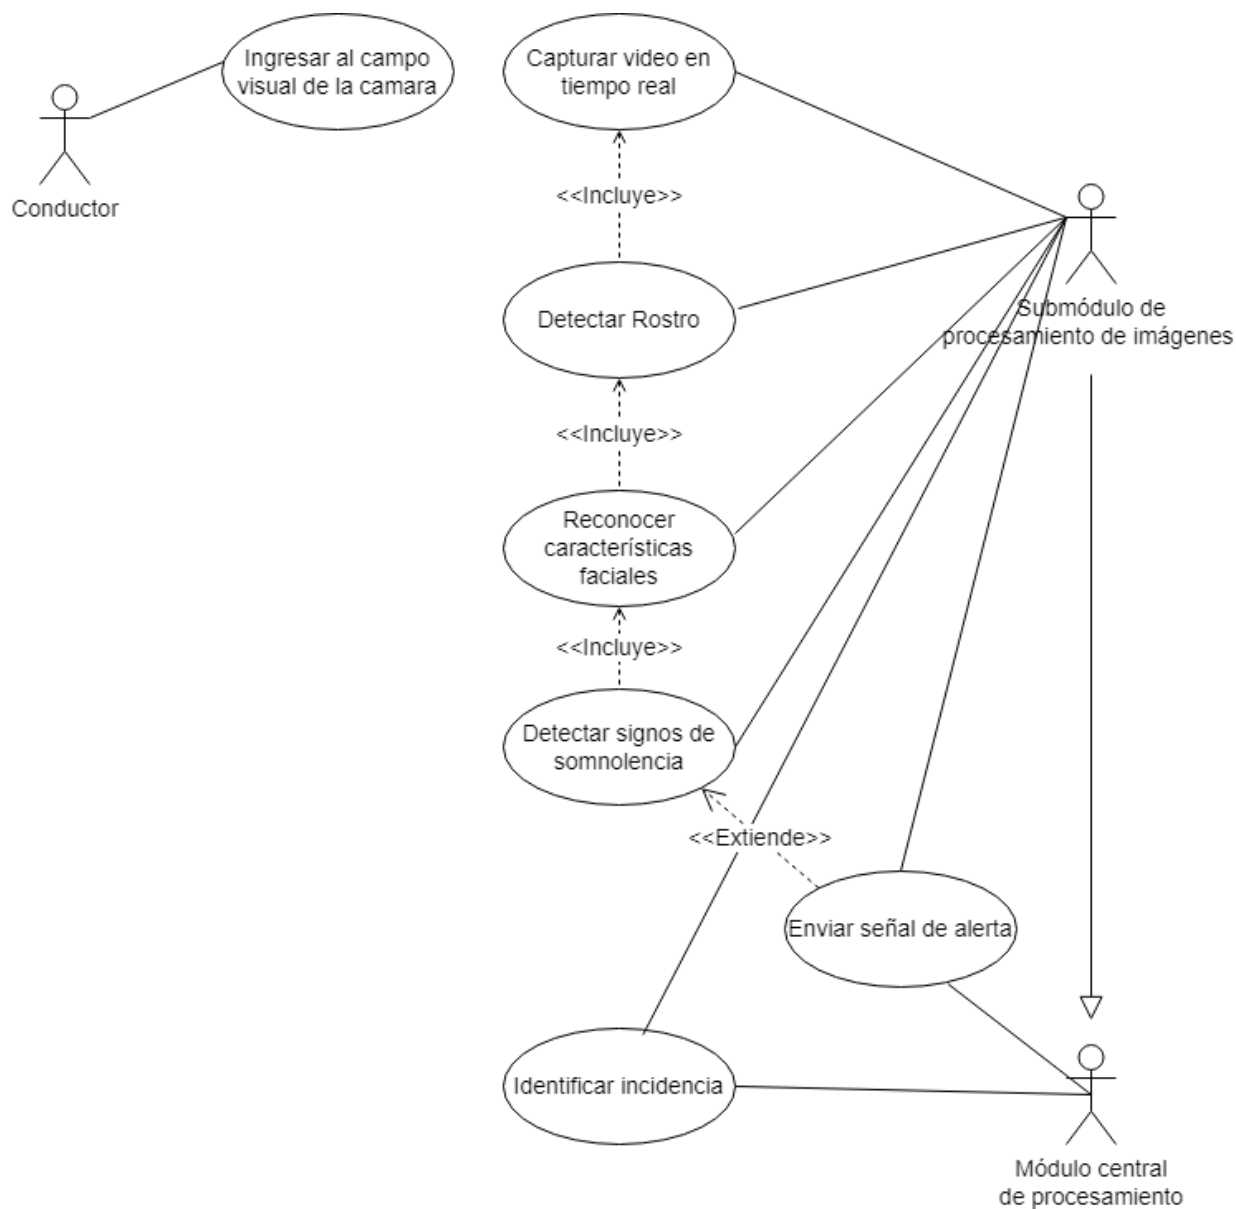 Ingresar al campo
visual de la camara
Capturar video en
tiempo real
Conductor
<<Incluye>>
Detectar Rostro
Submódulo de
procesamiento de imágenes
<<Incluye>>
Reconocer
características
faciales
<<Incluye>>
Detectar signos de
somnolencia
<<Extiende>>
Enviar señal de alerta
Identificar incidencia
Módulo central
de procesamiento